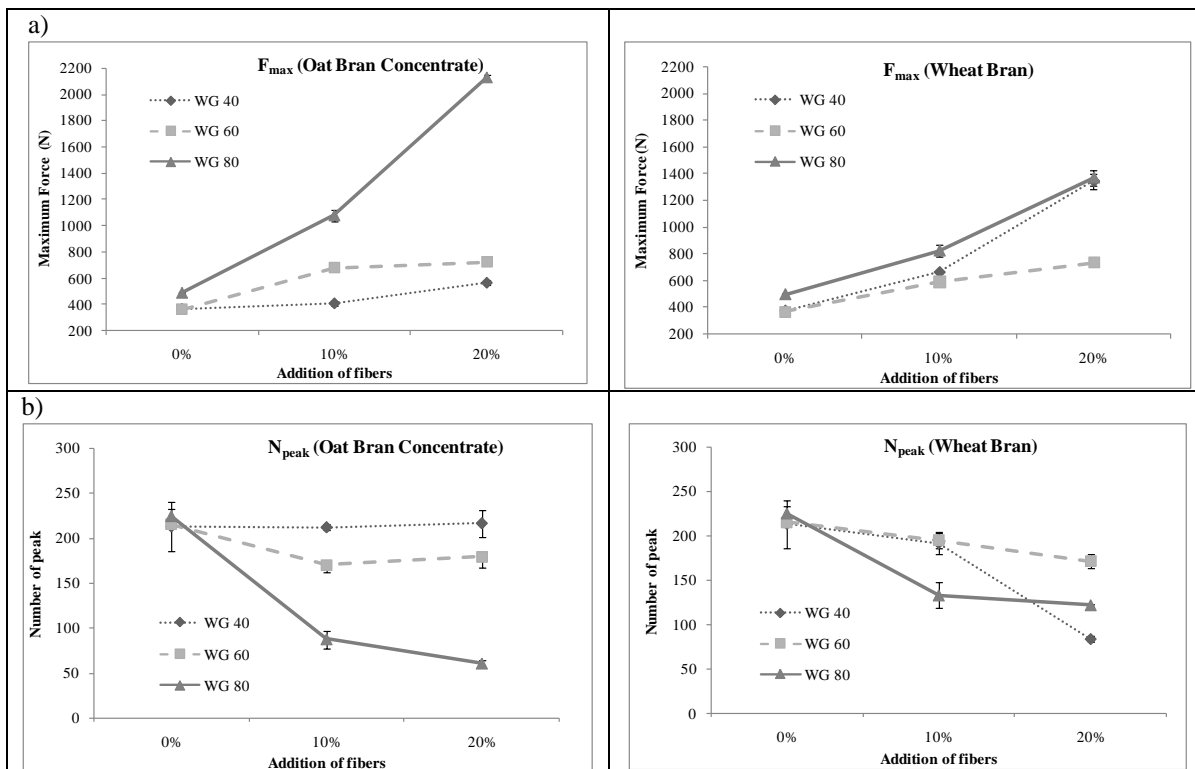 a)
F_max (Oat Bran Concentrate)
Maximum Force (N)
2200
2000
1800
1600
1400
1200
1000
800
600
400
200
WG 40
WG 60
WG 80
0% 10% 20%
Addition of fibers
F_max (Wheat Bran)
Maximum Force (N)
2200
2000
1800
1600
1400
1200
1000
800
600
400
200
WG 40
WG 60
WG 80
0% 10% 20%
Addition of fibers
b)
N_peak (Oat Bran Concentrate)
Number of peak
300
250
200
150
100
50
0
WG 40
WG 60
WG 80
0% 10% 20%
Addition of fibers
N_peak (Wheat Bran)
Number of peak
300
250
200
150
100
50
0
WG 40
WG 60
WG 80
0% 10% 20%
Addition of fibers